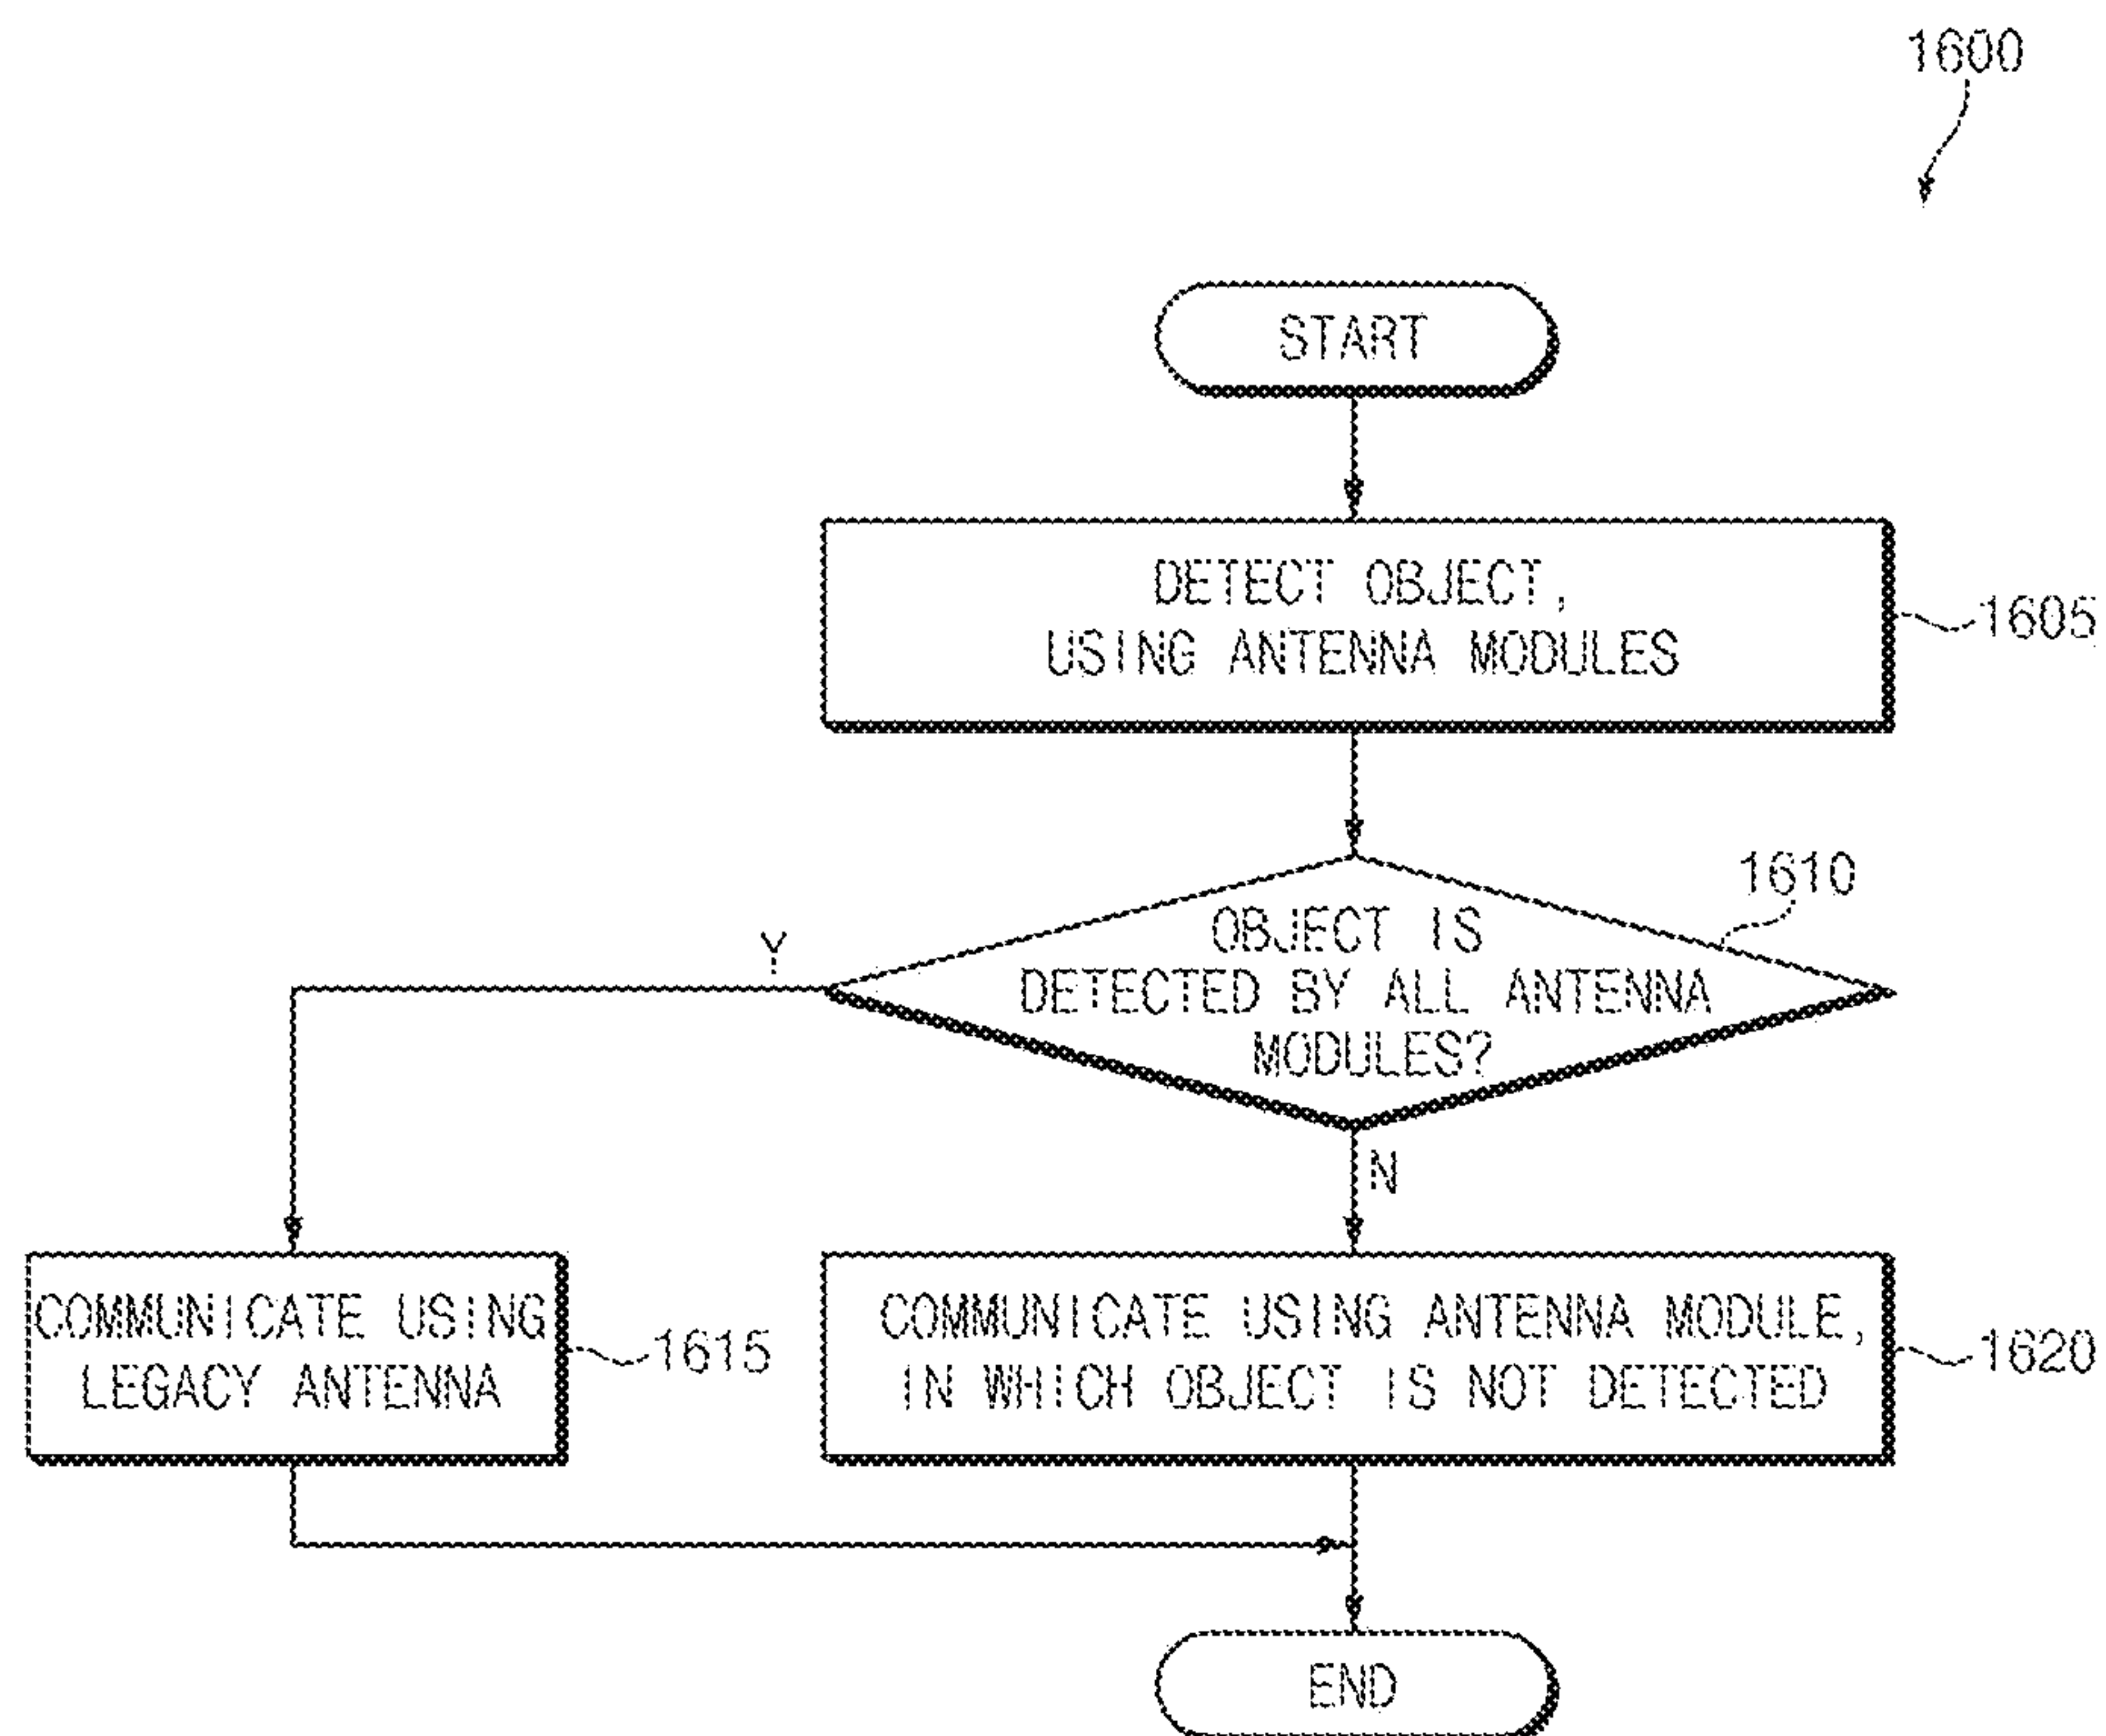 1600
START
DETECT OBJECT,
USING ANTENNA MODULES
1605
1610
OBJECT IS
DETECTED BY ALL ANTENNA
MODULES?
Y
N
COMMUNICATE USING
LEGACY ANTENNA
1615
COMMUNICATE USING ANTENNA MODULE,
IN WHICH OBJECT IS NOT DETECTED
1620
END